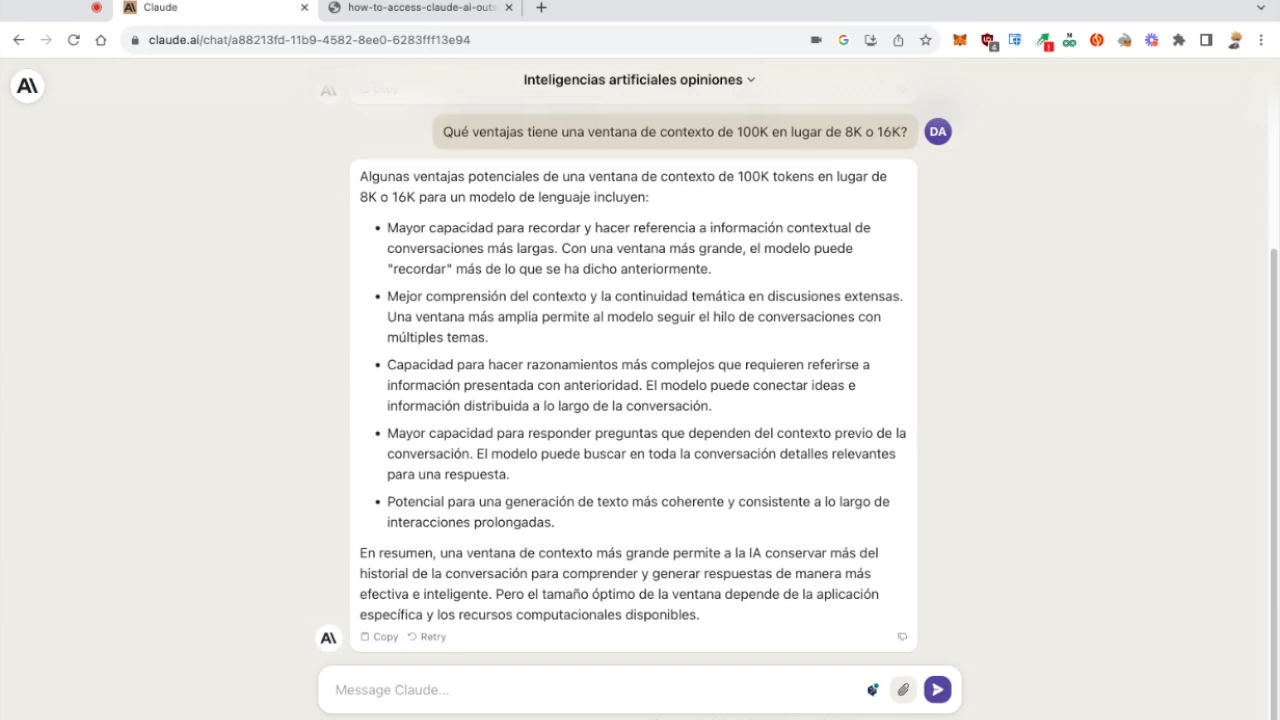 Claude
how-to-access-claude-ai-outs
claude.ai/chat/a88213fd-11b9-4582-8ee0-6283fff13e94
4
Inteligencias artificiales opiniones
Copy
Qué ventajas tiene una ventana de contexto de 100K en lugar de 8K o 16K?
DA
Algunas ventajas potenciales de una ventana de contexto de 100K tokens en lugar de
8K o 16K para un modelo de lenguaje incluyen:
• Mayor capacidad para recordar y hacer referencia a información contextual de
conversaciones más largas. Con una ventana más grande, el modelo puede
"recordar" más de lo que se ha dicho anteriormente.
• Mejor comprensión del contexto y la continuidad temática en discusiones extensas.
Una ventana más amplia permite al modelo seguir el hilo de conversaciones con
múltiples temas.
• Capacidad para hacer razonamientos más complejos que requieren referirse a
información presentada con anterioridad. El modelo puede conectar ideas e
información distribuida a lo largo de la conversación.
• Mayor capacidad para responder preguntas que dependen del contexto previo de la
conversación. El modelo puede buscar en toda la conversación detalles relevantes
para una respuesta.
• Potencial para una generación de texto más coherente y consistente a lo largo de
interacciones prolongadas.
En resumen, una ventana de contexto más grande permite a la IA conservar más del
historial de la conversación para comprender y generar respuestas de manera más
efectiva e inteligente. Pero el tamaño óptimo de la ventana depende de la aplicación
específica y los recursos computacionales disponibles.
Copy Retry
Message Claude...